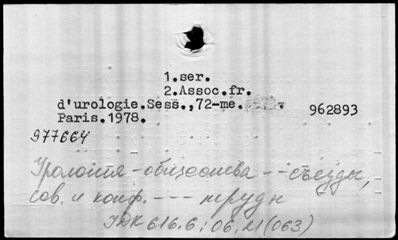 1.ser.
2.Assoc.fr.
d'urologie.Sess.,72-me.
Paris.1978.
962893
977664
Урология - общества -- съезды,
сов. и конф. --- труды
УДК 616.6:06.21(063)